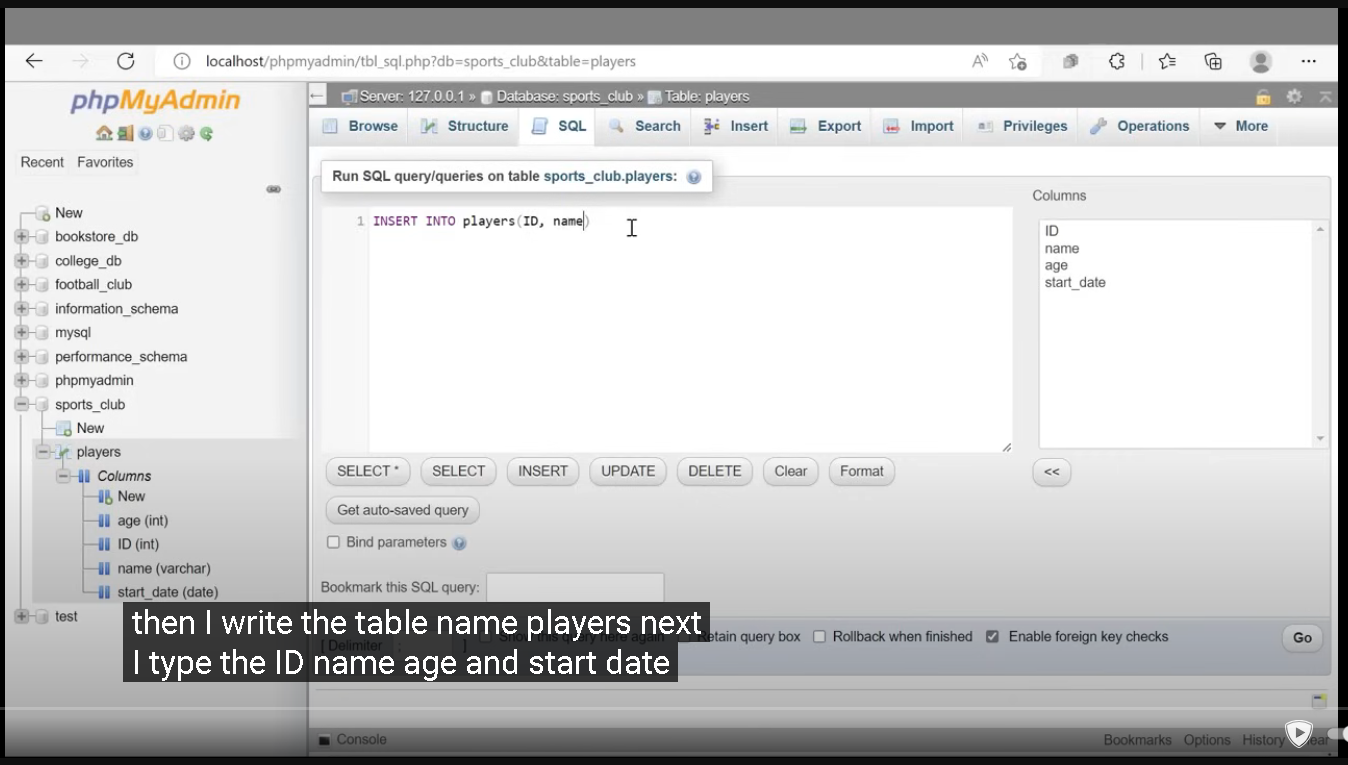 localhost/phpmyadmin/tbl_sql.php?db=sports_club&table=players
phpMyAdmin
Recent Favorites
New
bookstore_db
college_db
football_club
information_schema
mysql
performance_schema
phpmyadmin
sports_club
New
players
Columns
New
age (int)
ID (int)
name (varchar)
start_date (date)
test
Server: 127.0.0.1 » Database: sports_club » Table: players
Browse Structure SQL Search Insert Export Import Privileges Operations More
Run SQL query/queries on table sports_club.players:
1 INSERT INTO players(ID, name)
Columns
ID
name
age
start_date
SELECT * SELECT INSERT UPDATE DELETE Clear Format <<
Get auto-saved query
Bind parameters
Bookmark this SQL query:
[ Delimiter ; ] Show this query here again Retain query box Rollback when finished Enable foreign key checks Go
then I write the table name players next
I type the ID name age and start date
Console Bookmarks Options History